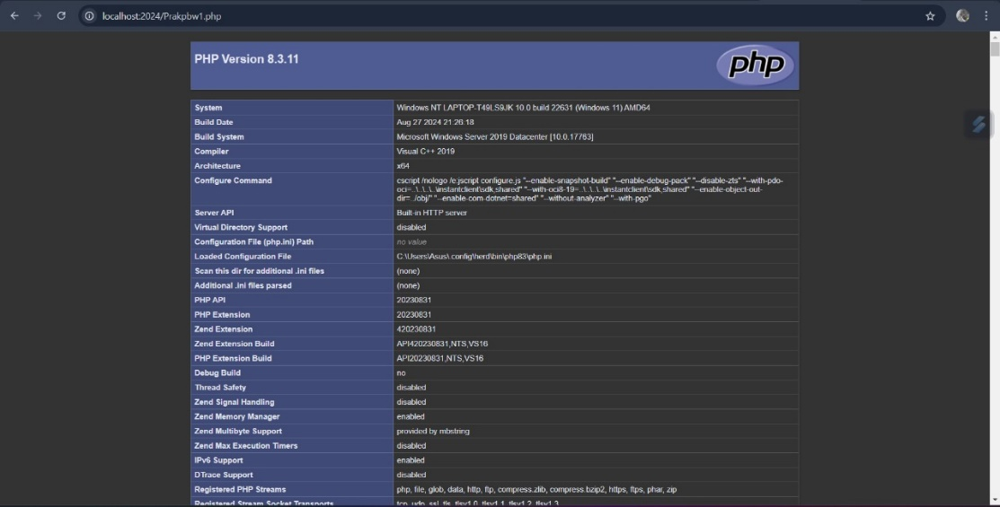 localhost:2024/Prakpbw1.php
PHP Version 8.3.11
php
System Windows NT LAPTOP-T49LS9JK 10.0 build 22631 (Windows 11) AMD64
Build Date Aug 27 2024 21:26:18
Build System Microsoft Windows Server 2019 Datacenter [10.0.17763]
Compiler Visual C++ 2019
Architecture x64
Configure Command cscript /nologo /e:jscript configure.js "--enable-snapshot-build" "--enable-debug-pack" "--disable-zts" "--with-pdo-
oci=..\..\..\..\instantclient\sdk,shared" "--with-oci8-19=..\..\..\..\instantclient\sdk,shared" "--enable-object-out-
dir=../obj/" "--enable-com-dotnet=shared" "--without-analyzer" "--with-pgo"
Server API Built-in HTTP server
Virtual Directory Support disabled
Configuration File (php.ini) Path no value
Loaded Configuration File C:\Users\Asus\.config\herd\bin\php83\php.ini
Scan this dir for additional .ini files (none)
Additional .ini files parsed (none)
PHP API 20230831
PHP Extension 20230831
Zend Extension 420230831
Zend Extension Build API420230831,NTS,VS16
PHP Extension Build API20230831,NTS,VS16
Debug Build no
Thread Safety disabled
Zend Signal Handling disabled
Zend Memory Manager enabled
Zend Multibyte Support provided by mbstring
Zend Max Execution Timers disabled
IPv6 Support enabled
DTrace Support disabled
Registered PHP Streams php, file, glob, data, http, ftp, compress.zlib, compress.bzip2, https, ftps, phar, zip
Registered Stream Socket Transports tcp, udp, ssl, tls, tlsv1.0, tlsv1.1, tlsv1.2, tlsv1.3